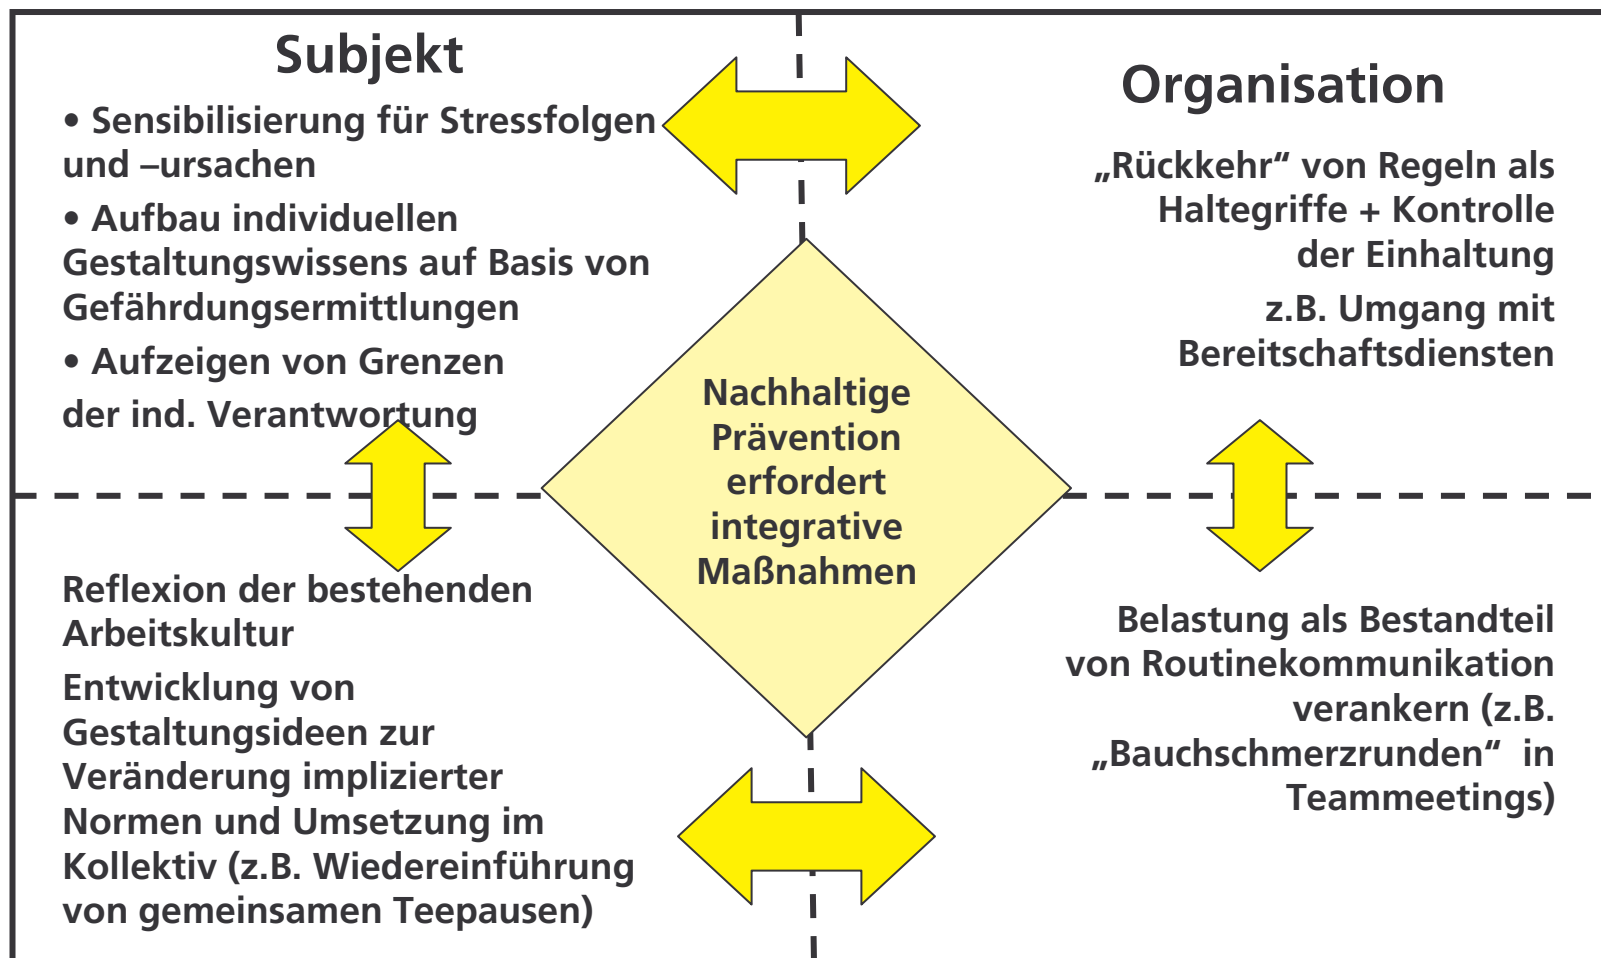 Subjekt
• Sensibilisierung für Stressfolgen
und –ursachen
• Aufbau individuellen
Gestaltungswissens auf Basis von
Gefährdungsermittlungen
• Aufzeigen von Grenzen
der ind. Verantwortung
Organisation
„Rückkehr“ von Regeln als
Haltegriffe + Kontrolle
der Einhaltung
z.B. Umgang mit
Bereitschaftsdiensten
Nachhaltige
Prävention
erfordert
integrative
Maßnahmen
Reflexion der bestehenden
Arbeitskultur
Entwicklung von
Gestaltungsideen zur
Veränderung implizierter
Normen und Umsetzung im
Kollektiv (z.B. Wiedereinführung
von gemeinsamen Teepausen)
Belastung als Bestandteil
von Routinekommunikation
verankern (z.B.
„Bauchschmerzrunden“ in
Teammeetings)